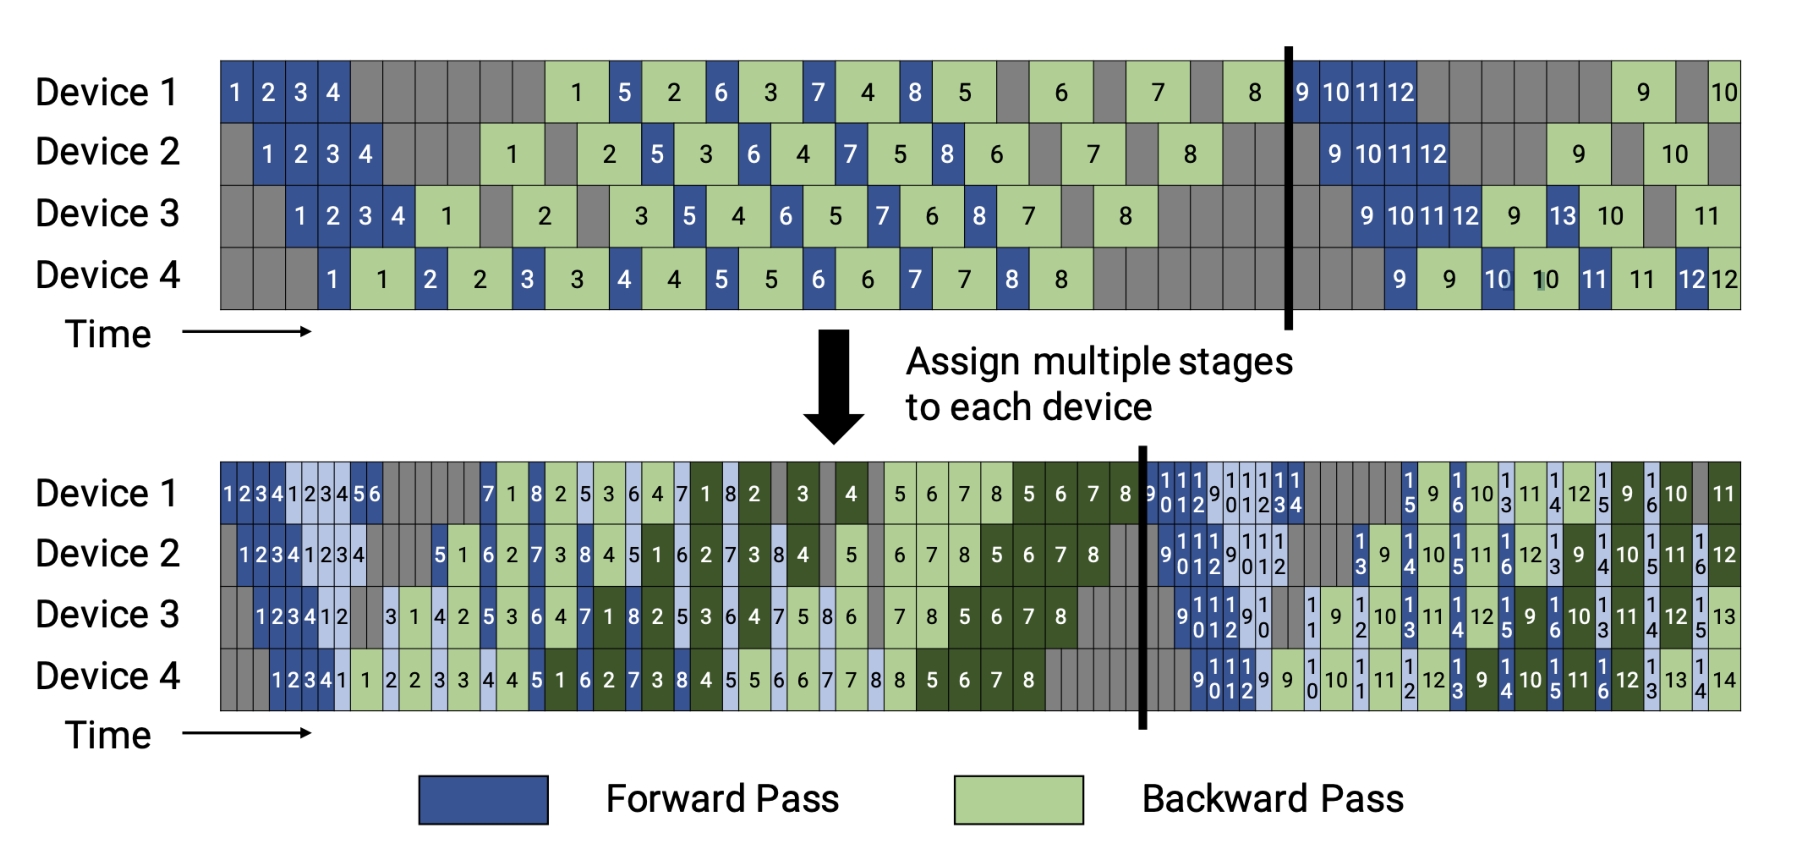 Device 1 1 2 3 4 1 5 2 6 3 7 4 8 5 6 7 8 9 10 11 12 9 10
Device 2 1 2 3 4 1 2 5 3 6 4 7 5 8 6 7 8 9 10 11 12 9 10
Device 3 1 2 3 4 1 2 3 5 4 6 5 7 6 8 7 8 9 10 11 12 9 13 10 11
Device 4 1 1 2 2 3 3 4 4 5 5 6 6 7 7 8 8 9 9 10 10 11 11 12 12
Time
Assign multiple stages
to each device
Device 1 1 2 3 4 1 2 3 4 5 6 7 1 8 2 5 3 6 4 7 1 8 2 3 4 5 6 7 8 5 6 7 8 9 10 11 12 9 10 11 12 13 14 15 9 16 10 13 11 14 12 15 9 16 10 11
Device 2 1 2 3 4 1 2 3 4 5 1 6 2 7 3 8 4 5 1 6 2 7 3 8 4 5 6 7 8 5 6 7 8 9 10 11 12 9 10 11 12 13 9 14 10 15 11 16 12 13 9 14 10 15 11 16 12
Device 3 1 2 3 4 1 2 3 1 4 2 5 3 6 4 7 1 8 2 5 3 6 4 7 5 8 6 7 8 5 6 7 8 9 10 11 12 9 10 11 9 12 10 13 11 14 12 15 9 16 10 13 11 14 12 15 13
Device 4 1 2 3 4 1 1 2 2 3 3 4 4 5 1 6 2 7 3 8 4 5 5 6 6 7 7 8 8 5 6 7 8 9 10 11 12 9 9 10 10 11 11 12 12 13 9 14 10 15 11 16 12 13 13 14 14
Time
Forward Pass Backward Pass